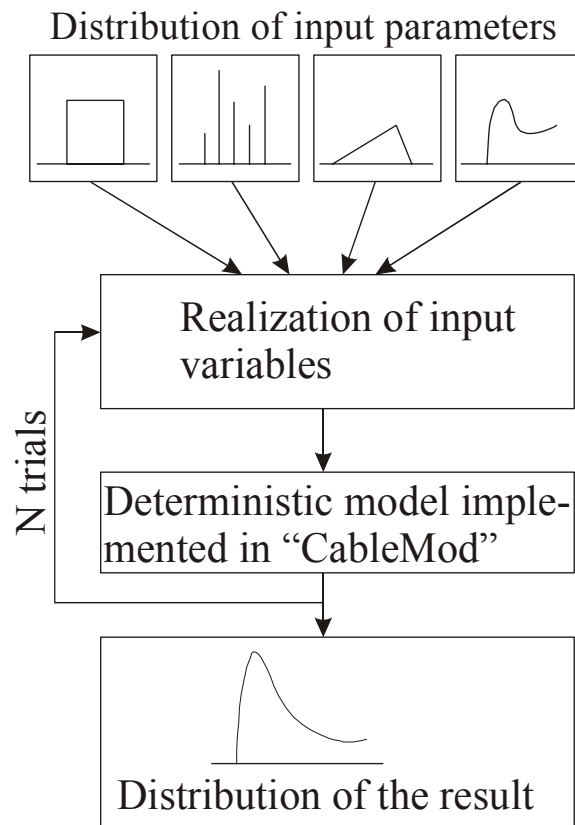 Distribution of input parameters
Realization of input
variables
N trials
Deterministic model imple-
mented in “CableMod”
Distribution of the result